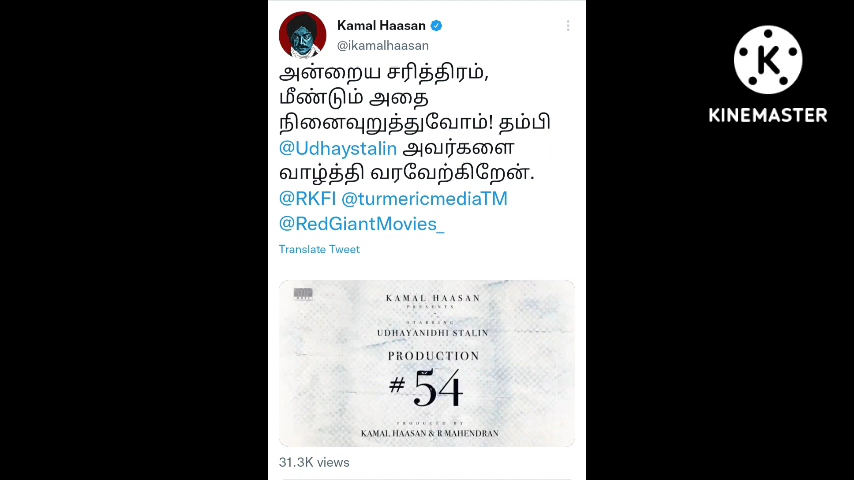 Kamal Haasan
@ikamalhaasan
அன்றைய சரித்திரம்,
மீண்டும் அதை
நினைவுறுத்துவோம்! தம்பி
@Udhaystalin அவர்களை
வாழ்த்தி வரவேற்கிறேன்.
@RKFI @turmericmediaTM
@RedGiantMovies_
Translate Tweet
KAMAL HAASAN
PRESENTS
STARRING
UDHAYANIDHI STALIN
PRODUCTION
#54
PRODUCED BY
KAMAL HAASAN & R MAHENDRAN
31.3K views
K
KINEMASTER